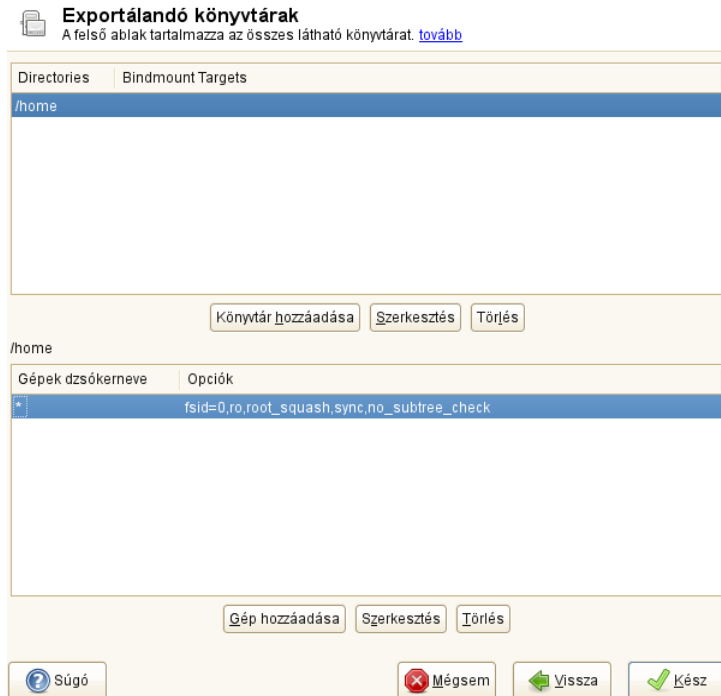 Exportálandó könyvtárak
A felső ablak tartalmazza az összes látható könyvtárat. tovább
Directories Bindmount Targets
/home
Könyvtár hozzáadása Szerkesztés Törlés
/home
Gépek dzsókerneve Opciók
* fsid=0,ro,root_squash,sync,no_subtree_check
Gép hozzáadása Szerkesztés Törlés
Súgó Mégsem Vissza Kész